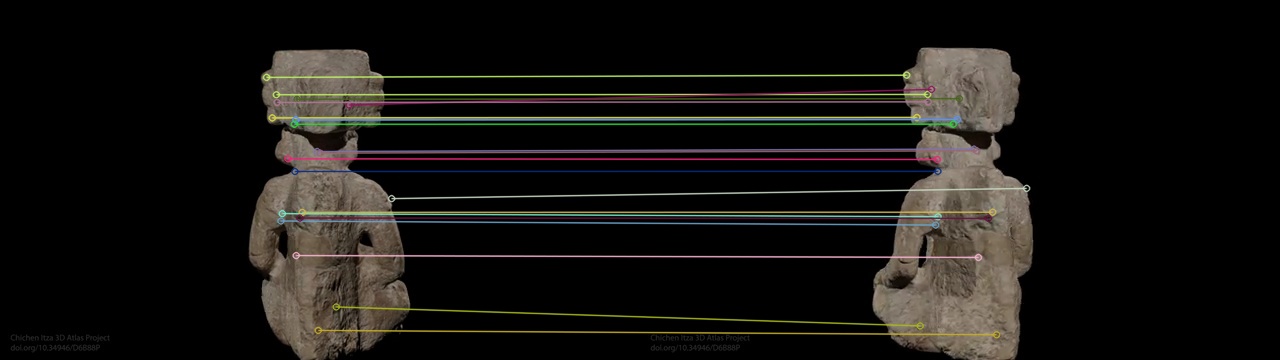 Chichen Itza 3D Atlas Project
doi.org/10.34946/D6B88P
Chichen Itza 3D Atlas Project
doi.org/10.34946/D6B88P